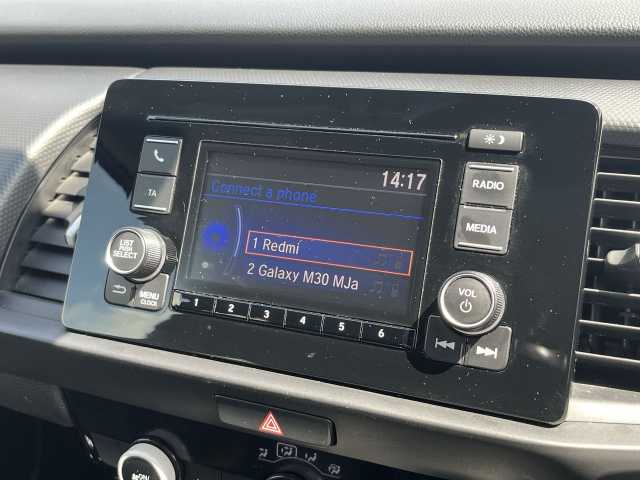 14:17
Connect a phone
1 Redmi
2 Galaxy M30 MJa
TA
LIST
PUSH
SELECT
MENU
CLOCK
1 2 3 4 5 6
RADIO
MEDIA
VOL
ON